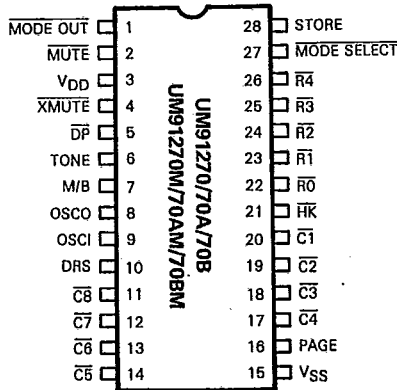 MODE OUT 1 28 STORE
MUTE 2 27 MODE SELECT
VDD 3 26 R4
XMUTE 4 25 R3
DP 5 24 R2
TONE 6 23 R1
M/B 7 22 R0
OSCO 8 21 HK
OSCI 9 20 C1
DRS 10 19 C2
C8 11 18 C3
C7 12 17 C4
C6 13 16 PAGE
C5 14 15 VSS
UM91270/70A/70B
UM91270M/70AM/70BM